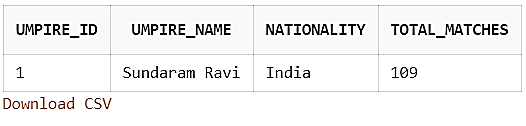 UMPIRE_ID UMPIRE_NAME NATIONALITY TOTAL_MATCHES
1 Sundaram Ravi India 109
Download CSV